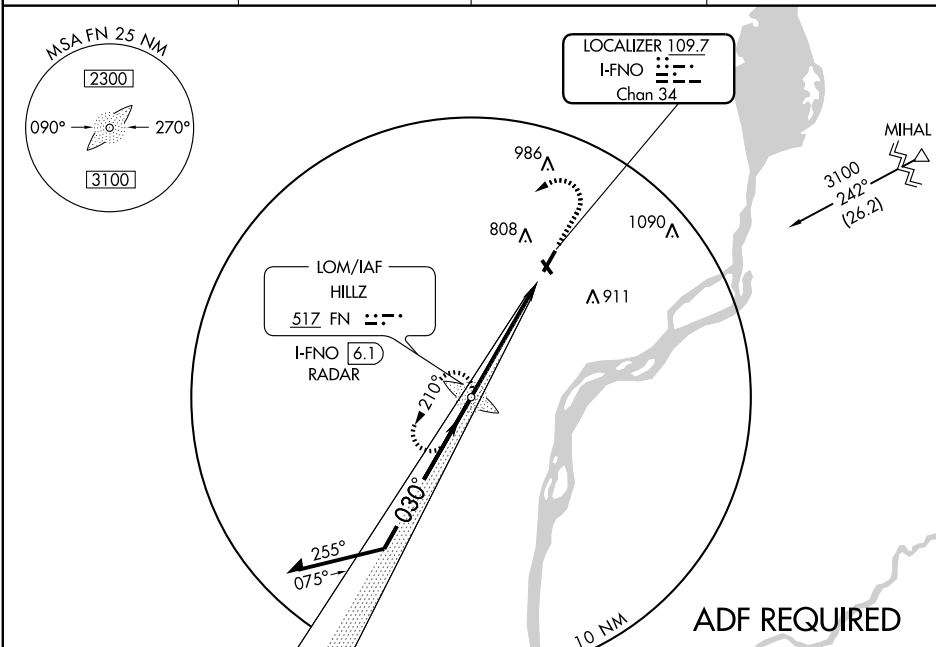 MSA FN 25 NM
2300
090°
270°
3100
LOCALIZER 109.7
I-FNO
Chan 34
MIHAL
3100
242°
(26.2)
986
808
1090
911
LOM/IAF
HILLZ
517 FN
I-FNO 6.1
RADAR
210°
030°
255°
075°
10 NM
ADF REQUIRED